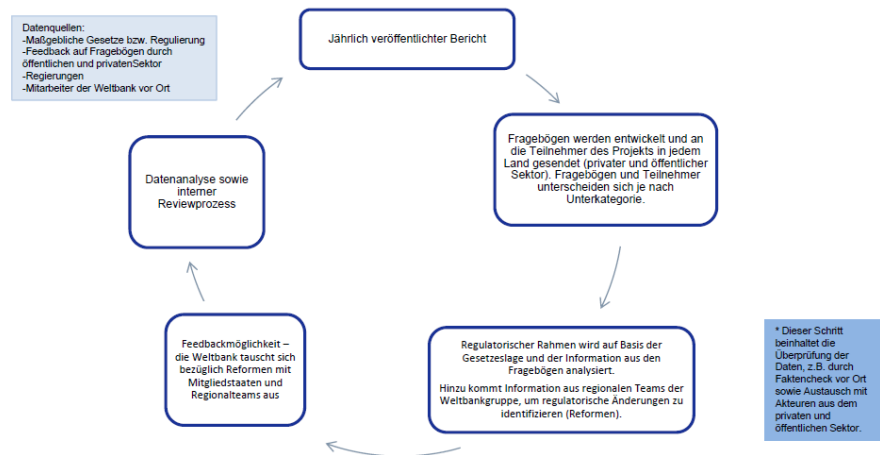 Datenquellen:
-Maßgebliche Gesetze bzw. Regulierung
-Feedback auf Fragebögen durch
öffentlichen und privatenSektor
-Regierungen
-Mitarbeiter der Weltbank vor Ort
Jährlich veröffentlichter Bericht
Fragebögen werden entwickelt und an
die Teilnehmer des Projekts in jedem
Land gesendet (privater und öffentlicher
Sektor). Fragebögen und Teilnehmer
unterscheiden sich je nach
Unterkategorie.
Regulatorischer Rahmen wird auf Basis der
Gesetzeslage und der Information aus den
Fragebögen analysiert.
Hinzu kommt Information aus regionalen Teams der
Weltbankgruppe, um regulatorische Änderungen zu
identifizieren (Reformen).
* Dieser Schritt
beinhaltet die
Überprüfung der
Daten, z.B. durch
Faktencheck vor Ort
sowie Austausch mit
Akteuren aus dem
privaten und
öffentlichen Sektor.
Feedbackmöglichkeit –
die Weltbank tauscht sich
bezüglich Reformen mit
Mitgliedstaaten und
Regionalteams aus
Datenanalyse sowie
interner
Reviewprozess